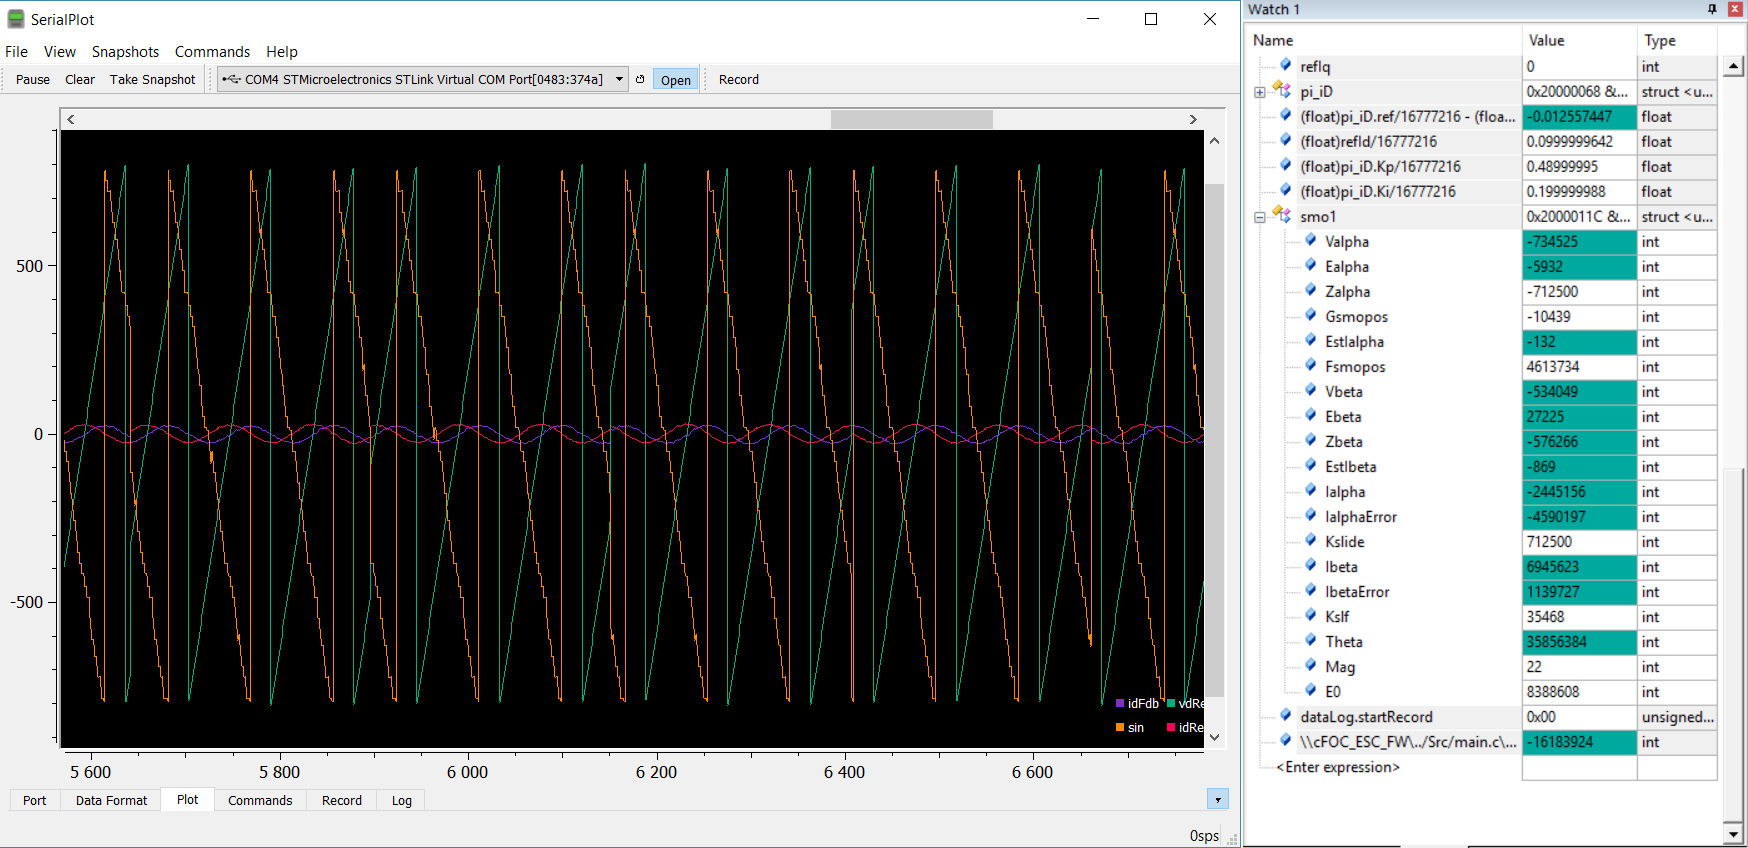 SerialPlot
File View Snapshots Commands Help
Pause Clear Take Snapshot COM4 STMicroelectronics STLink Virtual COM Port[0483:374a] Open Record
500
0
-500
idFdb vdRe
sin idRe
5 600 5 800 6 000 6 200 6 400 6 600
Port Data Format Plot Commands Record Log
0sps
Watch 1
Name Value Type
refIq 0 int
pi_iD 0x20000068 &... struct <u...
(float)pi_iD.ref/16777216 - (floa... -0.012557447 float
(float)refId/16777216 0.0999999642 float
(float)pi_iD.Kp/16777216 0.48999995 float
(float)pi_iD.Ki/16777216 0.199999988 float
smo1 0x2000011C &... struct <u...
Valpha -734525 int
Ealpha -5932 int
Zalpha -712500 int
Gsmopos -10439 int
EstIalpha -132 int
Fsmopos 4613734 int
Vbeta -534049 int
Ebeta 27225 int
Zbeta -576266 int
EstIbeta -869 int
Ialpha -2445156 int
IalphaError -4590197 int
Kslide 712500 int
Ibeta 6945623 int
IbetaError 1139727 int
Kslf 35468 int
Theta 35856384 int
Mag 22 int
E0 8388608 int
dataLog.startRecord 0x00 unsigned...
\\cFOC_ESC_FW\../Src/main.c\... -16183924 int
<Enter expression>